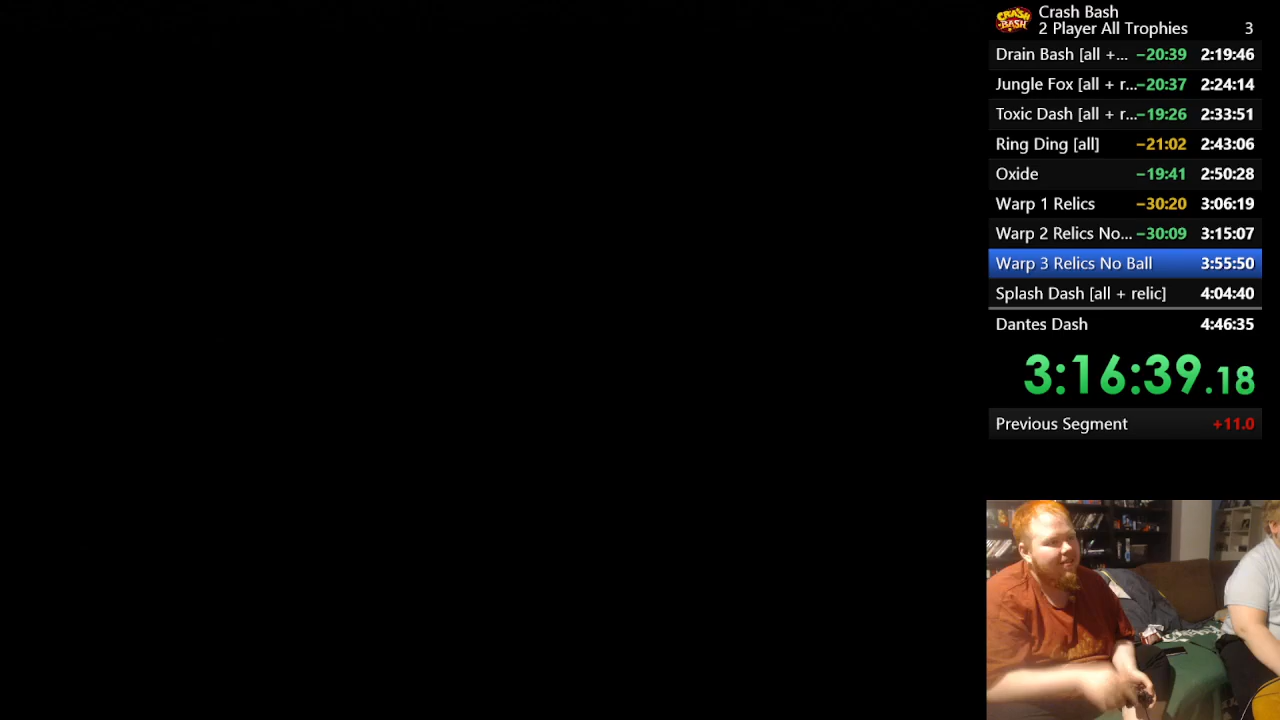 CRASH BASH
Crash Bash
2 Player All Trophies 3
Drain Bash [all +... −20:39 2:19:46
Jungle Fox [all + r... −20:37 2:24:14
Toxic Dash [all + r... −19:26 2:33:51
Ring Ding [all] −21:02 2:43:06
Oxide −19:41 2:50:28
Warp 1 Relics −30:20 3:06:19
Warp 2 Relics No... −30:09 3:15:07
Warp 3 Relics No Ball 3:55:50
Splash Dash [all + relic] 4:04:40
Dantes Dash 4:46:35
3:16:39.18
Previous Segment +11.0